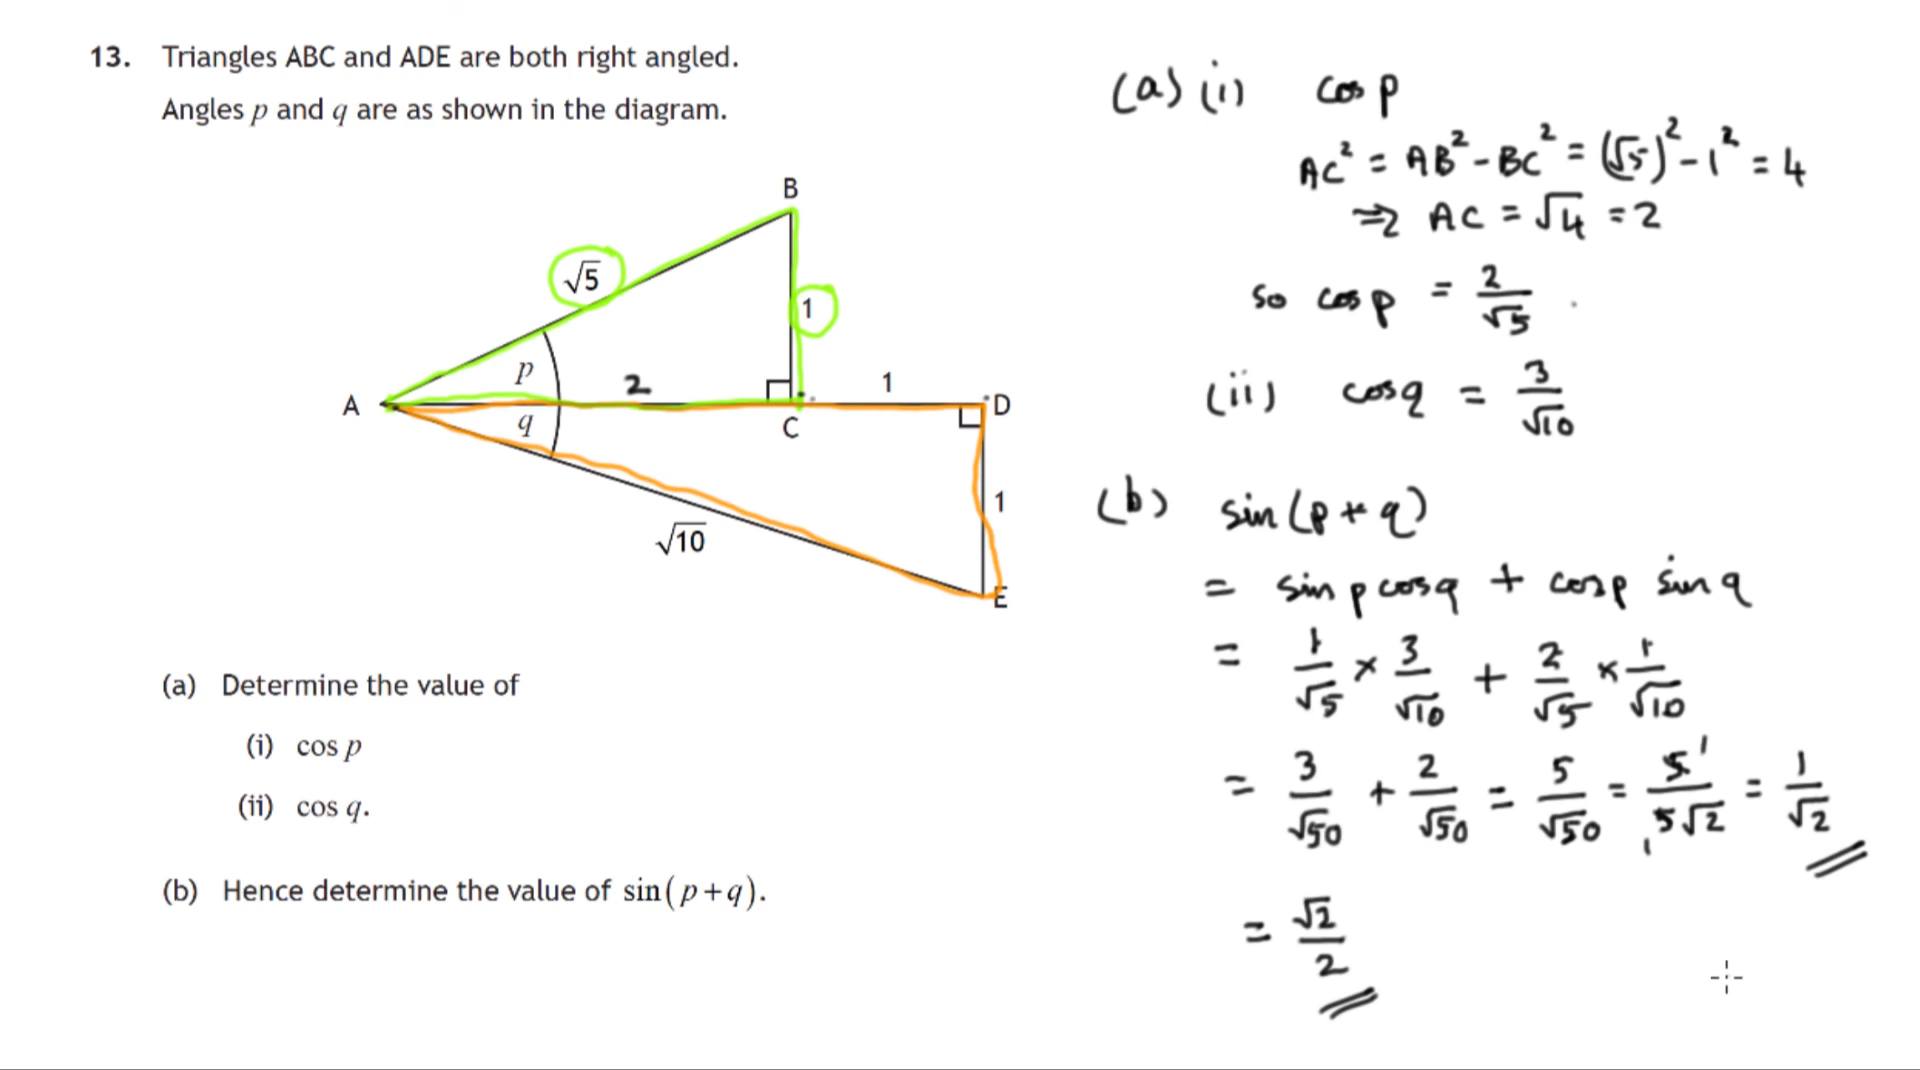 13. Triangles ABC and ADE are both right angled.
Angles p and q are as shown in the diagram.
B
√5
1
p
2
1
A
D
q
C
1
√10
E
(a) Determine the value of
(i) cos p
(ii) cos q.
(b) Hence determine the value of sin(p+q).
(a) (i) cos p
AC² = AB² - BC² = (√5)² - 1² = 4
⇒ AC = √4 = 2
so cos p = 2/√5 .
(ii) cos q = 3/√10
(b) sin(p + q)
= sin p cos q + cos p sin q
= 1/√5 × 3/√10 + 2/√5 × 1/√10
= 3/√50 + 2/√50 = 5/√50 = 5 1/1 5√2 = 1/√2
= √2/2